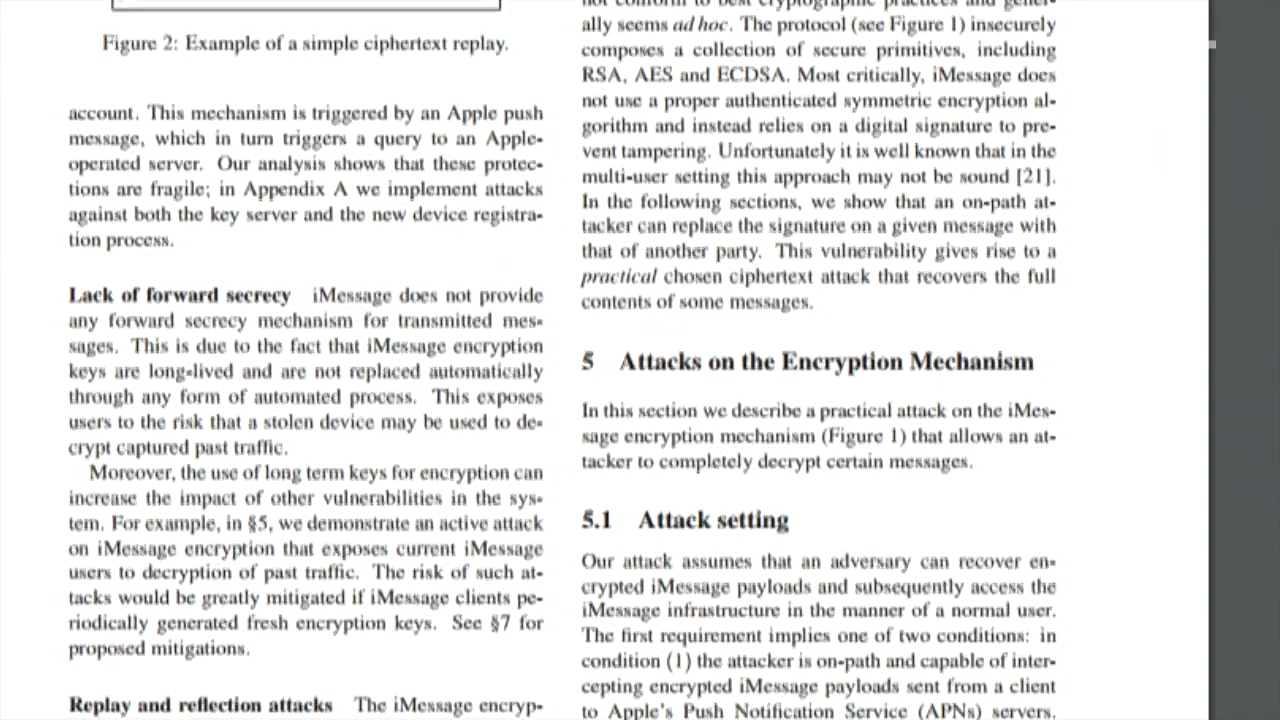 Figure 2: Example of a simple ciphertext replay.
account. This mechanism is triggered by an Apple push
message, which in turn triggers a query to an Apple-
operated server. Our analysis shows that these protec-
tions are fragile; in Appendix A we implement attacks
against both the key server and the new device registra-
tion process.
Lack of forward secrecy iMessage does not provide
any forward secrecy mechanism for transmitted mes-
sages. This is due to the fact that iMessage encryption
keys are long-lived and are not replaced automatically
through any form of automated process. This exposes
users to the risk that a stolen device may be used to de-
crypt captured past traffic.
Moreover, the use of long term keys for encryption can
increase the impact of other vulnerabilities in the sys-
tem. For example, in §5, we demonstrate an active attack
on iMessage encryption that exposes current iMessage
users to decryption of past traffic. The risk of such at-
tacks would be greatly mitigated if iMessage clients pe-
riodically generated fresh encryption keys. See §7 for
proposed mitigations.
Replay and reflection attacks The iMessage encryp-
not conform to best cryptographic practices and gener-
ally seems ad hoc. The protocol (see Figure 1) insecurely
composes a collection of secure primitives, including
RSA, AES and ECDSA. Most critically, iMessage does
not use a proper authenticated symmetric encryption al-
gorithm and instead relies on a digital signature to pre-
vent tampering. Unfortunately it is well known that in the
multi-user setting this approach may not be sound [21].
In the following sections, we show that an on-path at-
tacker can replace the signature on a given message with
that of another party. This vulnerability gives rise to a
practical chosen ciphertext attack that recovers the full
contents of some messages.
5 Attacks on the Encryption Mechanism
In this section we describe a practical attack on the iMes-
sage encryption mechanism (Figure 1) that allows an at-
tacker to completely decrypt certain messages.
5.1 Attack setting
Our attack assumes that an adversary can recover en-
crypted iMessage payloads and subsequently access the
iMessage infrastructure in the manner of a normal user.
The first requirement implies one of two conditions: in
condition (1) the attacker is on-path and capable of inter-
cepting encrypted iMessage payloads sent from a client
to Apple's Push Notification Service (APNs) servers.